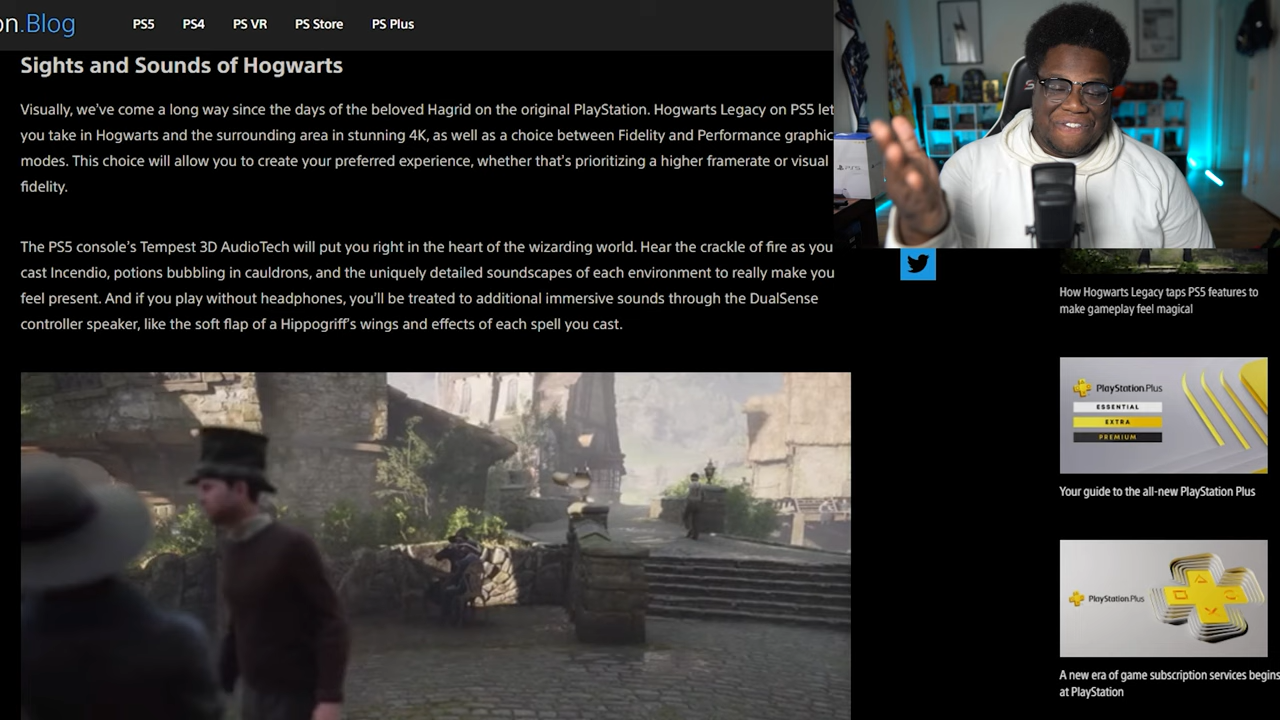 on.Blog
PS5 PS4 PS VR PS Store PS Plus
Sights and Sounds of Hogwarts
Visually, we've come a long way since the days of the beloved Hagrid on the original PlayStation. Hogwarts Legacy on PS5 let
you take in Hogwarts and the surrounding area in stunning 4K, as well as a choice between Fidelity and Performance graphic
modes. This choice will allow you to create your preferred experience, whether that's prioritizing a higher framerate or visual
fidelity.
The PS5 console's Tempest 3D AudioTech will put you right in the heart of the wizarding world. Hear the crackle of fire as you
cast Incendio, potions bubbling in cauldrons, and the uniquely detailed soundscapes of each environment to really make you
feel present. And if you play without headphones, you'll be treated to additional immersive sounds through the DualSense
controller speaker, like the soft flap of a Hippogriff's wings and effects of each spell you cast.
PS5
How Hogwarts Legacy taps PS5 features to
make gameplay feel magical
PlayStation Plus
ESSENTIAL
EXTRA
PREMIUM
Your guide to the all-new PlayStation Plus
PlayStation Plus
A new era of game subscription services begins
at PlayStation